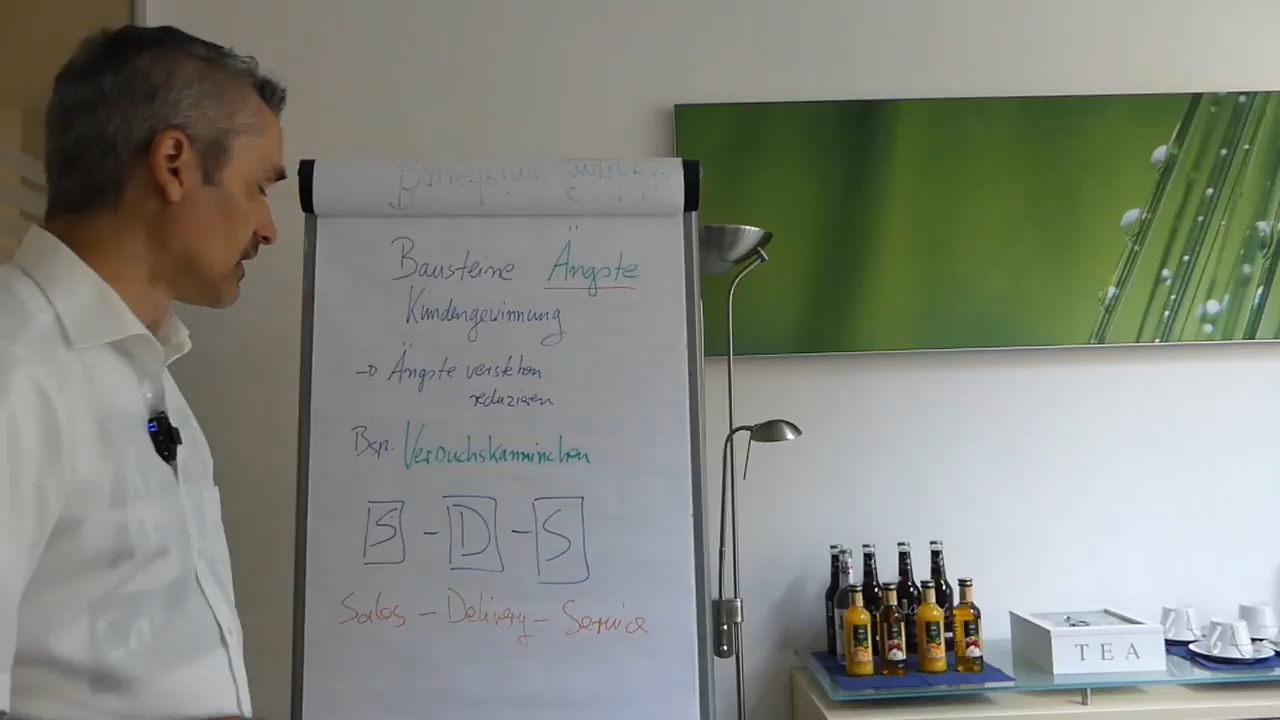 Bausteine Ängste
Kundengewinnung
→ Ängste verstehen
reduzieren
Bsp. Versuchskaninchen
S - D - S
Sales - Delivery - Service
TEA